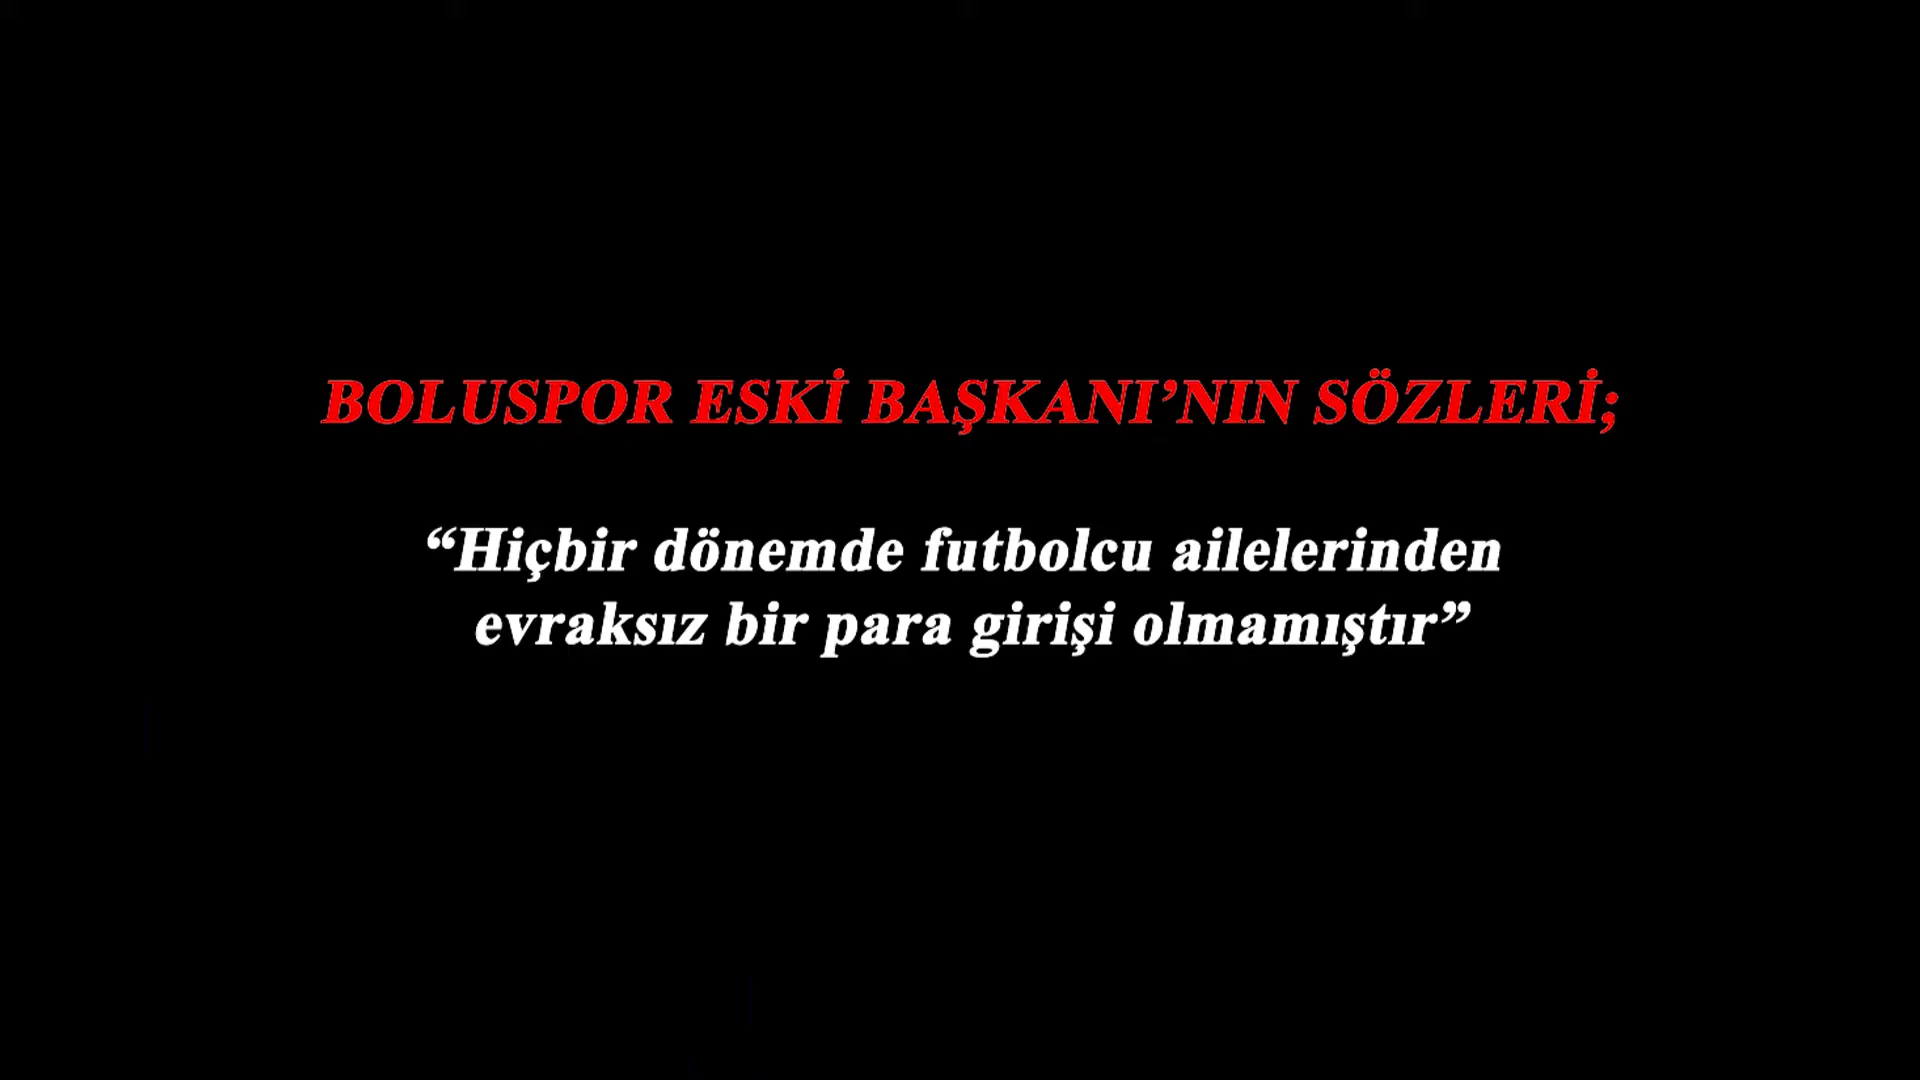 BOLUSPOR ESKİ BAŞKANI’NIN SÖZLERİ;
“Hiçbir dönemde futbolcu ailelerinden
evraksız bir para girişi olmamıştır”